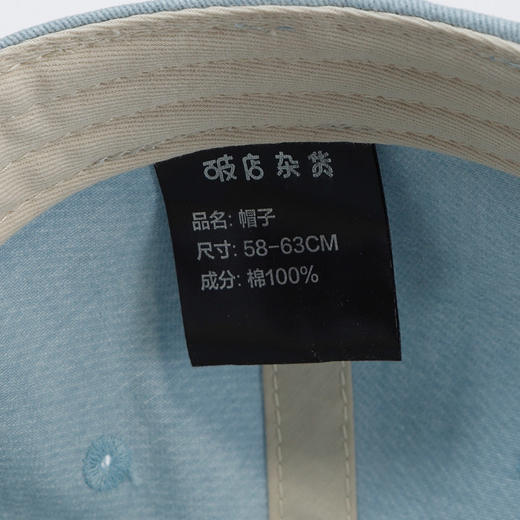 破店杂货
品名: 帽子
尺寸: 58-63CM
成分: 棉100%